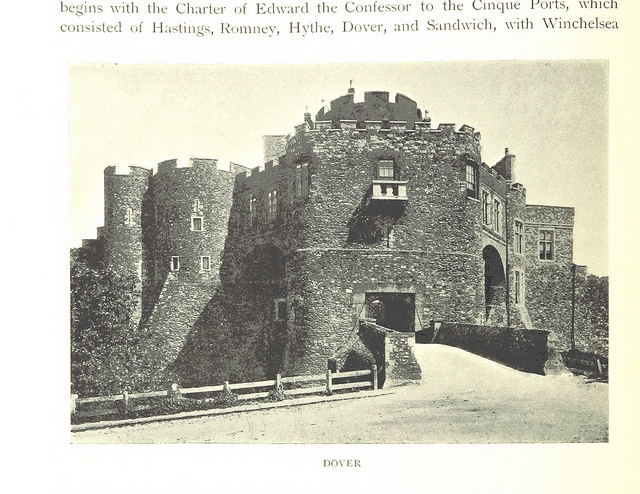 begins with the Charter of Edward the Confessor to the Cinque Ports, which
consisted of Hastings, Romney, Hythe, Dover, and Sandwich, with Winchelsea
DOVER